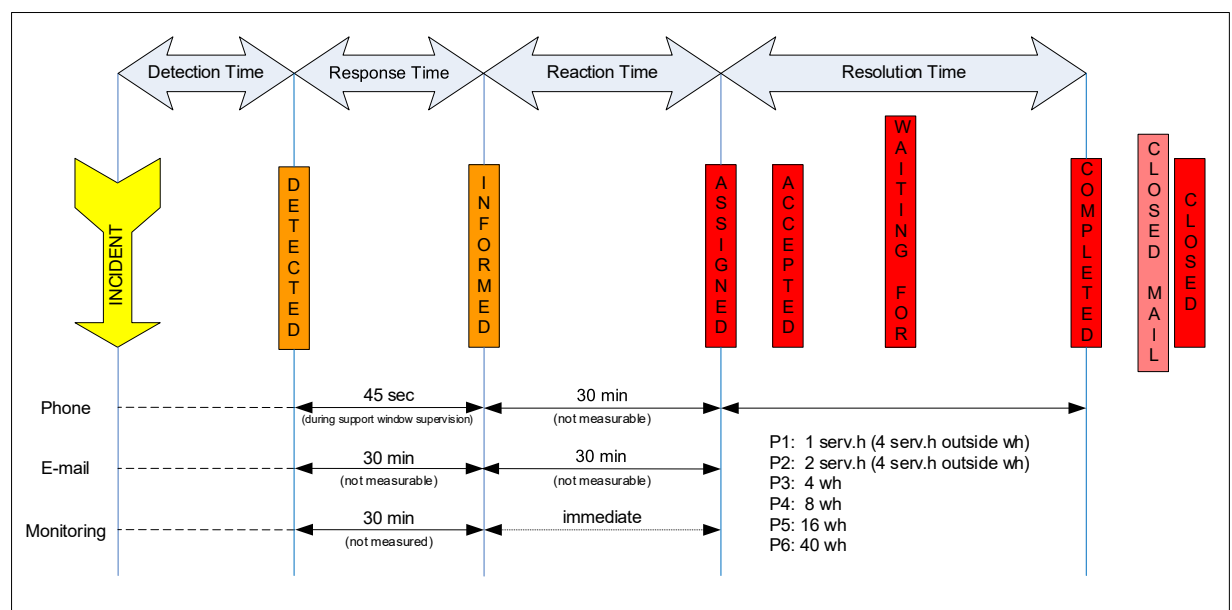 Detection Time
Response Time
Reaction Time
Resolution Time
INCIDENT
DETECTED
INFORMED
ASSIGNED
ACCEPTED
WAITING FOR
COMPLETED
CLOSED MAIL
CLOSED
Phone
45 sec
(during support window supervision)
30 min
(not measurable)
E-mail
30 min
(not measurable)
30 min
(not measurable)
Monitoring
30 min
(not measured)
immediate
P1: 1 serv.h (4 serv.h outside wh)
P2: 2 serv.h (4 serv.h outside wh)
P3: 4 wh
P4: 8 wh
P5: 16 wh
P6: 40 wh